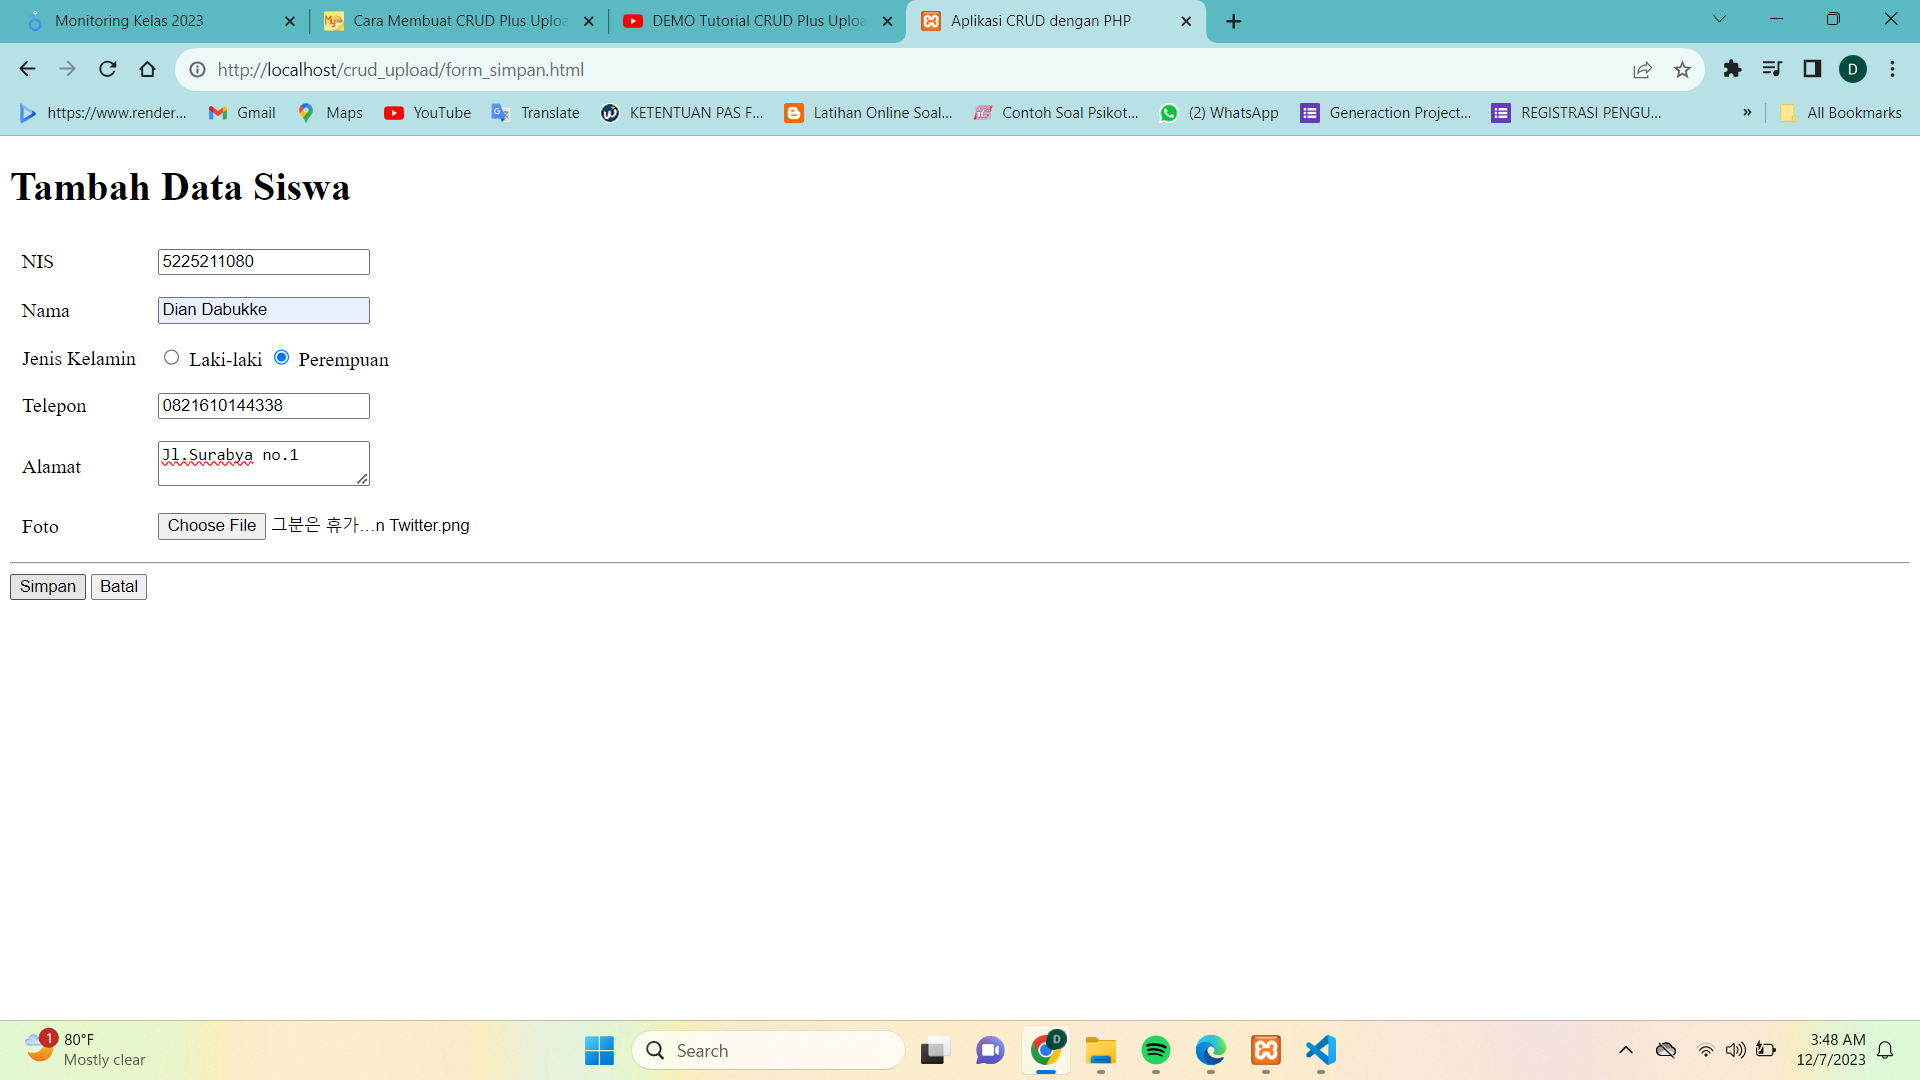 Monitoring Kelas 2023
Cara Membuat CRUD Plus Uploa
DEMO Tutorial CRUD Plus Uploa
Aplikasi CRUD dengan PHP
http://localhost/crud_upload/form_simpan.html
D
https://www.render...
Gmail
Maps
YouTube
Translate
KETENTUAN PAS F...
Latihan Online Soal...
Contoh Soal Psikot...
(2) WhatsApp
Generaction Project...
REGISTRASI PENGU...
»
All Bookmarks
Tambah Data Siswa
NIS 5225211080
Nama Dian Dabukke
Jenis Kelamin Laki-laki Perempuan
Telepon 0821610144338
Alamat Jl.Surabya no.1
Foto Choose File 그분은 휴가…n Twitter.png
Simpan Batal
1
80°F
Mostly clear
Search
D
3:48 AM
12/7/2023